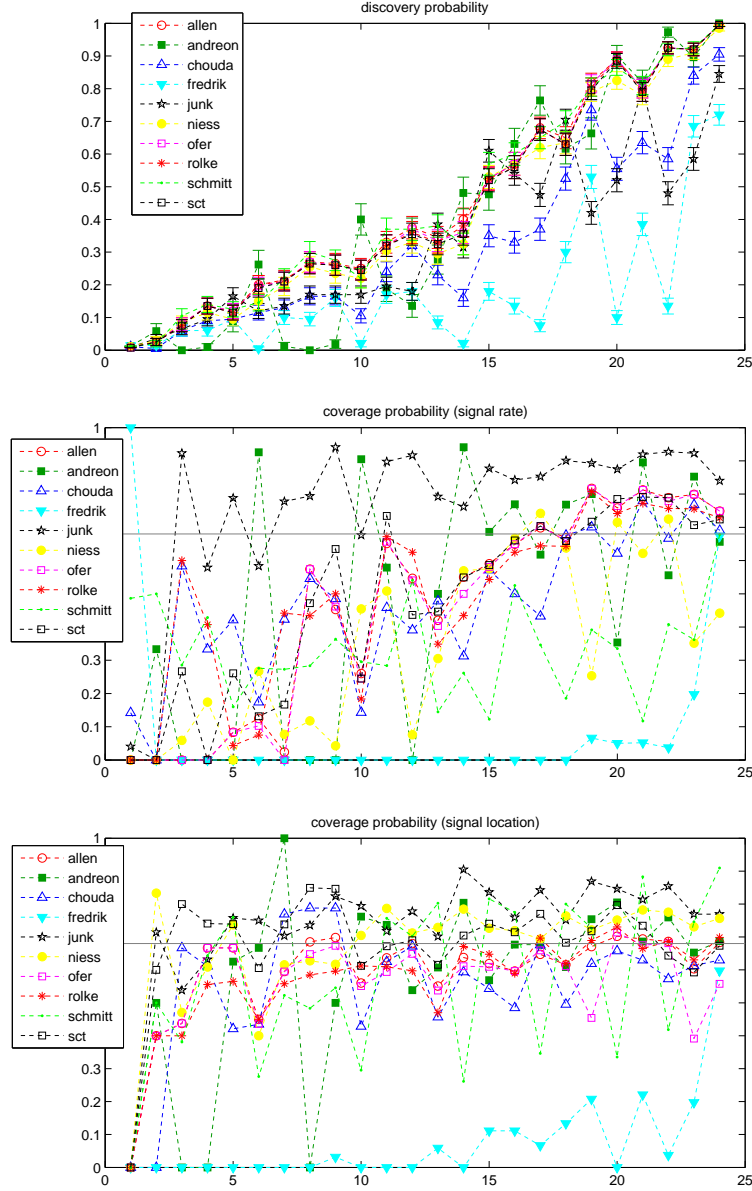 discovery probability
1
0.9
0.8
0.7
0.6
0.5
0.4
0.3
0.2
0.1
0
allen
andreon
chouda
fredrik
junk
niess
ofer
rolke
schmitt
sct
0 5 10 15 20 25
coverage probability (signal rate)
1
allen
andreon
chouda
fredrik
junk
niess
ofer
rolke
schmitt
sct
0.3
0.2
0.1
0
0 5 10 15 20 25
coverage probability (signal location)
1
allen
andreon
chouda
fredrik
junk
niess
ofer
rolke
schmitt
sct
0.3
0.2
0.1
0
0 5 10 15 20 25